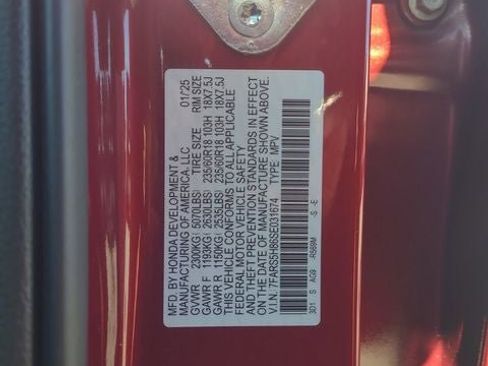 MFD. BY HONDA DEVELOPMENT &
MANUFACTURING OF AMERICA, LLC 01/25
GVWR 2300KG( 5070LBS) TIRE SIZE RIM SIZE
GAWR F 1193KG( 2630LBS) 235/60R18 103H 18X7.5J
GAWR R 1150KG( 2535LBS) 235/60R18 103H 18X7.5J
THIS VEHICLE CONFORMS TO ALL APPLICABLE
FEDERAL MOTOR VEHICLE SAFETY
AND THEFT PREVENTION STANDARDS IN EFFECT
ON THE DATE OF MANUFACTURE SHOWN ABOVE.
V.I.N. 7FARS5H86SE031674 TYPE: MPV
3D1 S AG9 -R569M -S -E